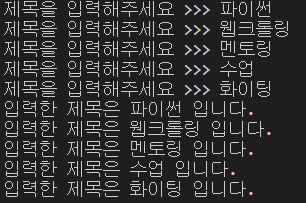 제목을 입력해주세요 >>> 파이썬
제목을 입력해주세요 >>> 웹크롤링
제목을 입력해주세요 >>> 멘토링
제목을 입력해주세요 >>> 수업
제목을 입력해주세요 >>> 화이팅
입력한 제목은 파이썬 입니다.
입력한 제목은 웹크롤링 입니다.
입력한 제목은 멘토링 입니다.
입력한 제목은 수업 입니다.
입력한 제목은 화이팅 입니다.